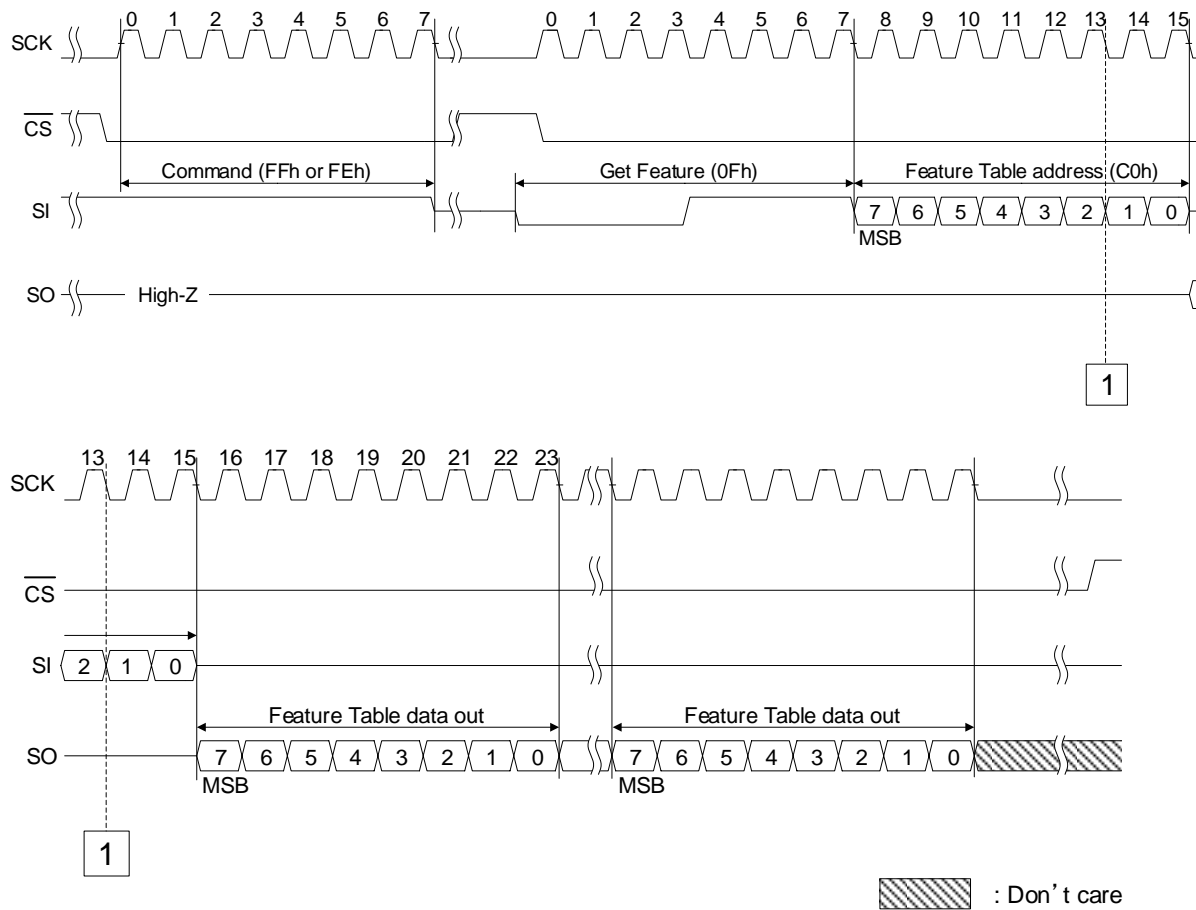 0 1 2 3 4 5 6 7 0 1 2 3 4 5 6 7 8 9 10 11 12 13 14 15
SCK
CS
Command (FFh or FEh) Get Feature (0Fh) Feature Table address (C0h)
SI 7 6 5 4 3 2 1 0
MSB
SO High-Z
1
13 14 15 16 17 18 19 20 21 22 23
SCK
CS
SI 2 1 0
Feature Table data out Feature Table data out
SO 7 6 5 4 3 2 1 0 7 6 5 4 3 2 1 0
MSB MSB
1
: Don’t care